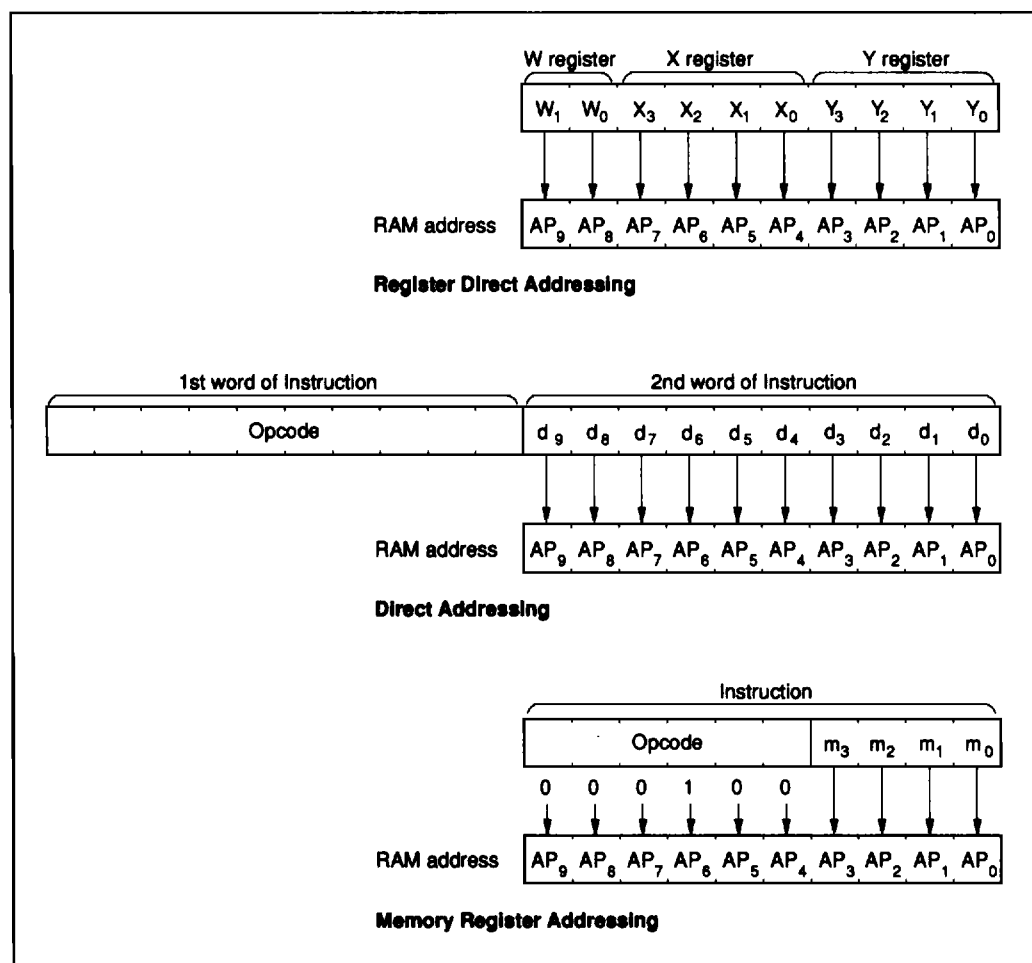 W register X register Y register
W1 W0 X3 X2 X1 X0 Y3 Y2 Y1 Y0
RAM address AP9 AP8 AP7 AP6 AP5 AP4 AP3 AP2 AP1 AP0
Register Direct Addressing
1st word of Instruction 2nd word of Instruction
Opcode d9 d8 d7 d6 d5 d4 d3 d2 d1 d0
RAM address AP9 AP8 AP7 AP6 AP5 AP4 AP3 AP2 AP1 AP0
Direct Addressing
Instruction
Opcode m3 m2 m1 m0
0 0 0 1 0 0
RAM address AP9 AP8 AP7 AP6 AP5 AP4 AP3 AP2 AP1 AP0
Memory Register Addressing